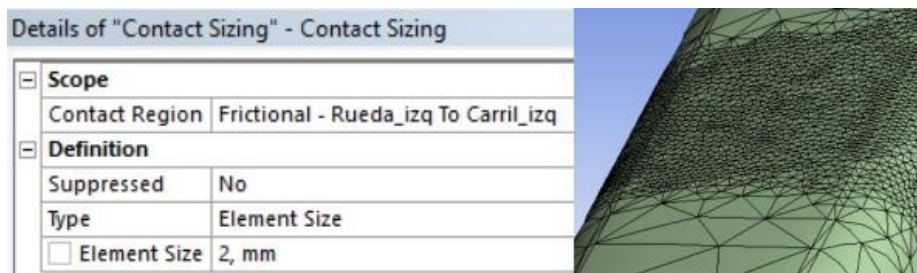 Details of "Contact Sizing" - Contact Sizing
Scope
Contact Region Frictional - Rueda_izq To Carril_izq
Definition
Suppressed No
Type Element Size
Element Size 2, mm